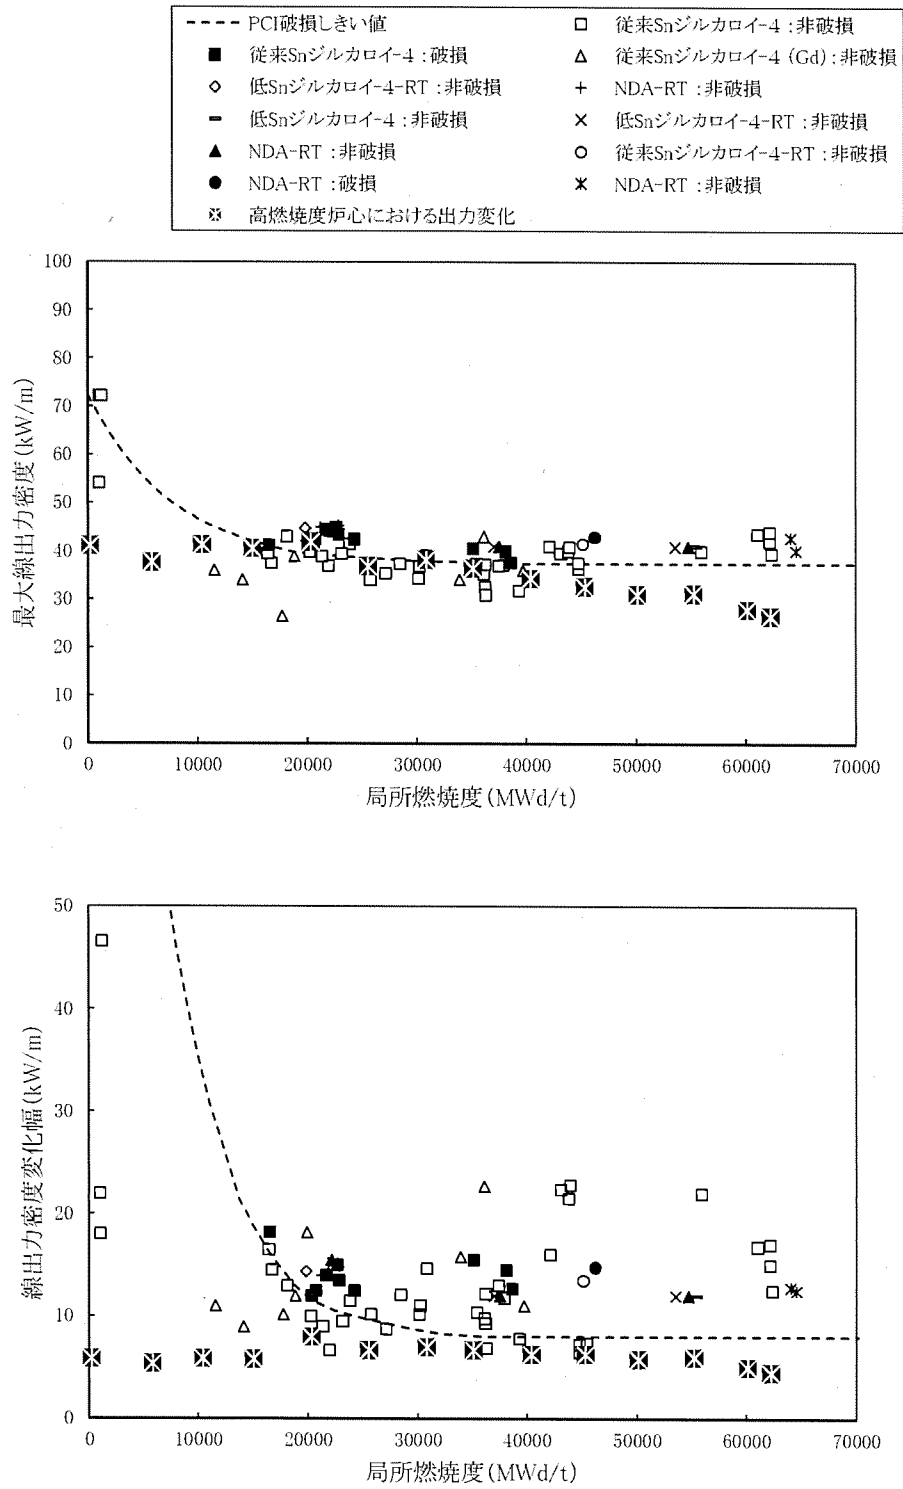 PCI破損しきい値
従来Snジルカロイ-4:非破損
従来Snジルカロイ-4:破損
従来Snジルカロイ-4 (Gd):非破損
低Snジルカロイ-4-RT:非破損
NDA-RT:非破損
低Snジルカロイ-4:非破損
低Snジルカロイ-4-RT:非破損
NDA-RT:非破損
従来Snジルカロイ-4-RT:非破損
NDA-RT:破損
NDA-RT:非破損
高燃焼度炉心における出力変化
最大線出力密度(kW/m)
100
90
80
70
60
50
40
30
20
10
0
0 10000 20000 30000 40000 50000 60000 70000
局所燃焼度(MWd/t)
線出力密度変化幅(kW/m)
50
40
30
20
10
0
0 10000 20000 30000 40000 50000 60000 70000
局所燃焼度(MWd/t)